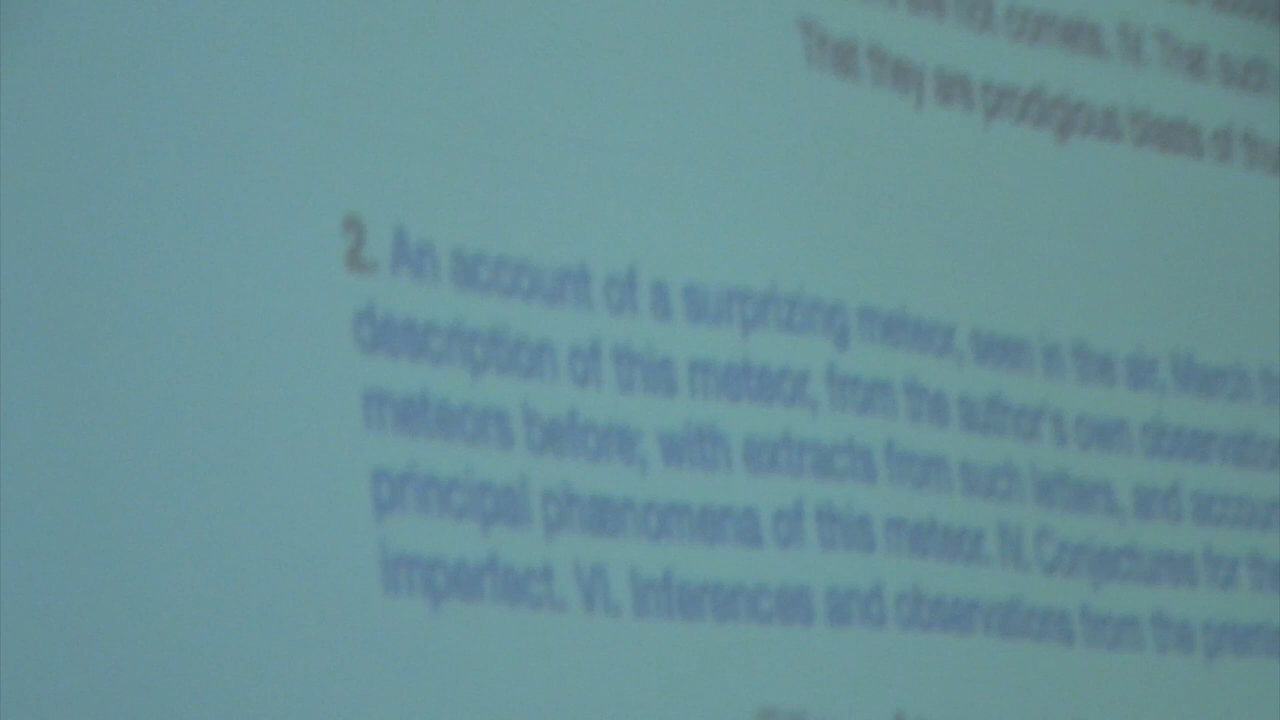 not comets. IV. That such
That they are prodigious blasts of
2. An account of a surprizing meteor, seen in the air, March
description of this meteor, from the author's own observation
meteors before; with extracts from such letters, and accoun
principal phænomena of this meteor. IV. Conjectures for the
imperfect. VI. Inferences and observations from the premi